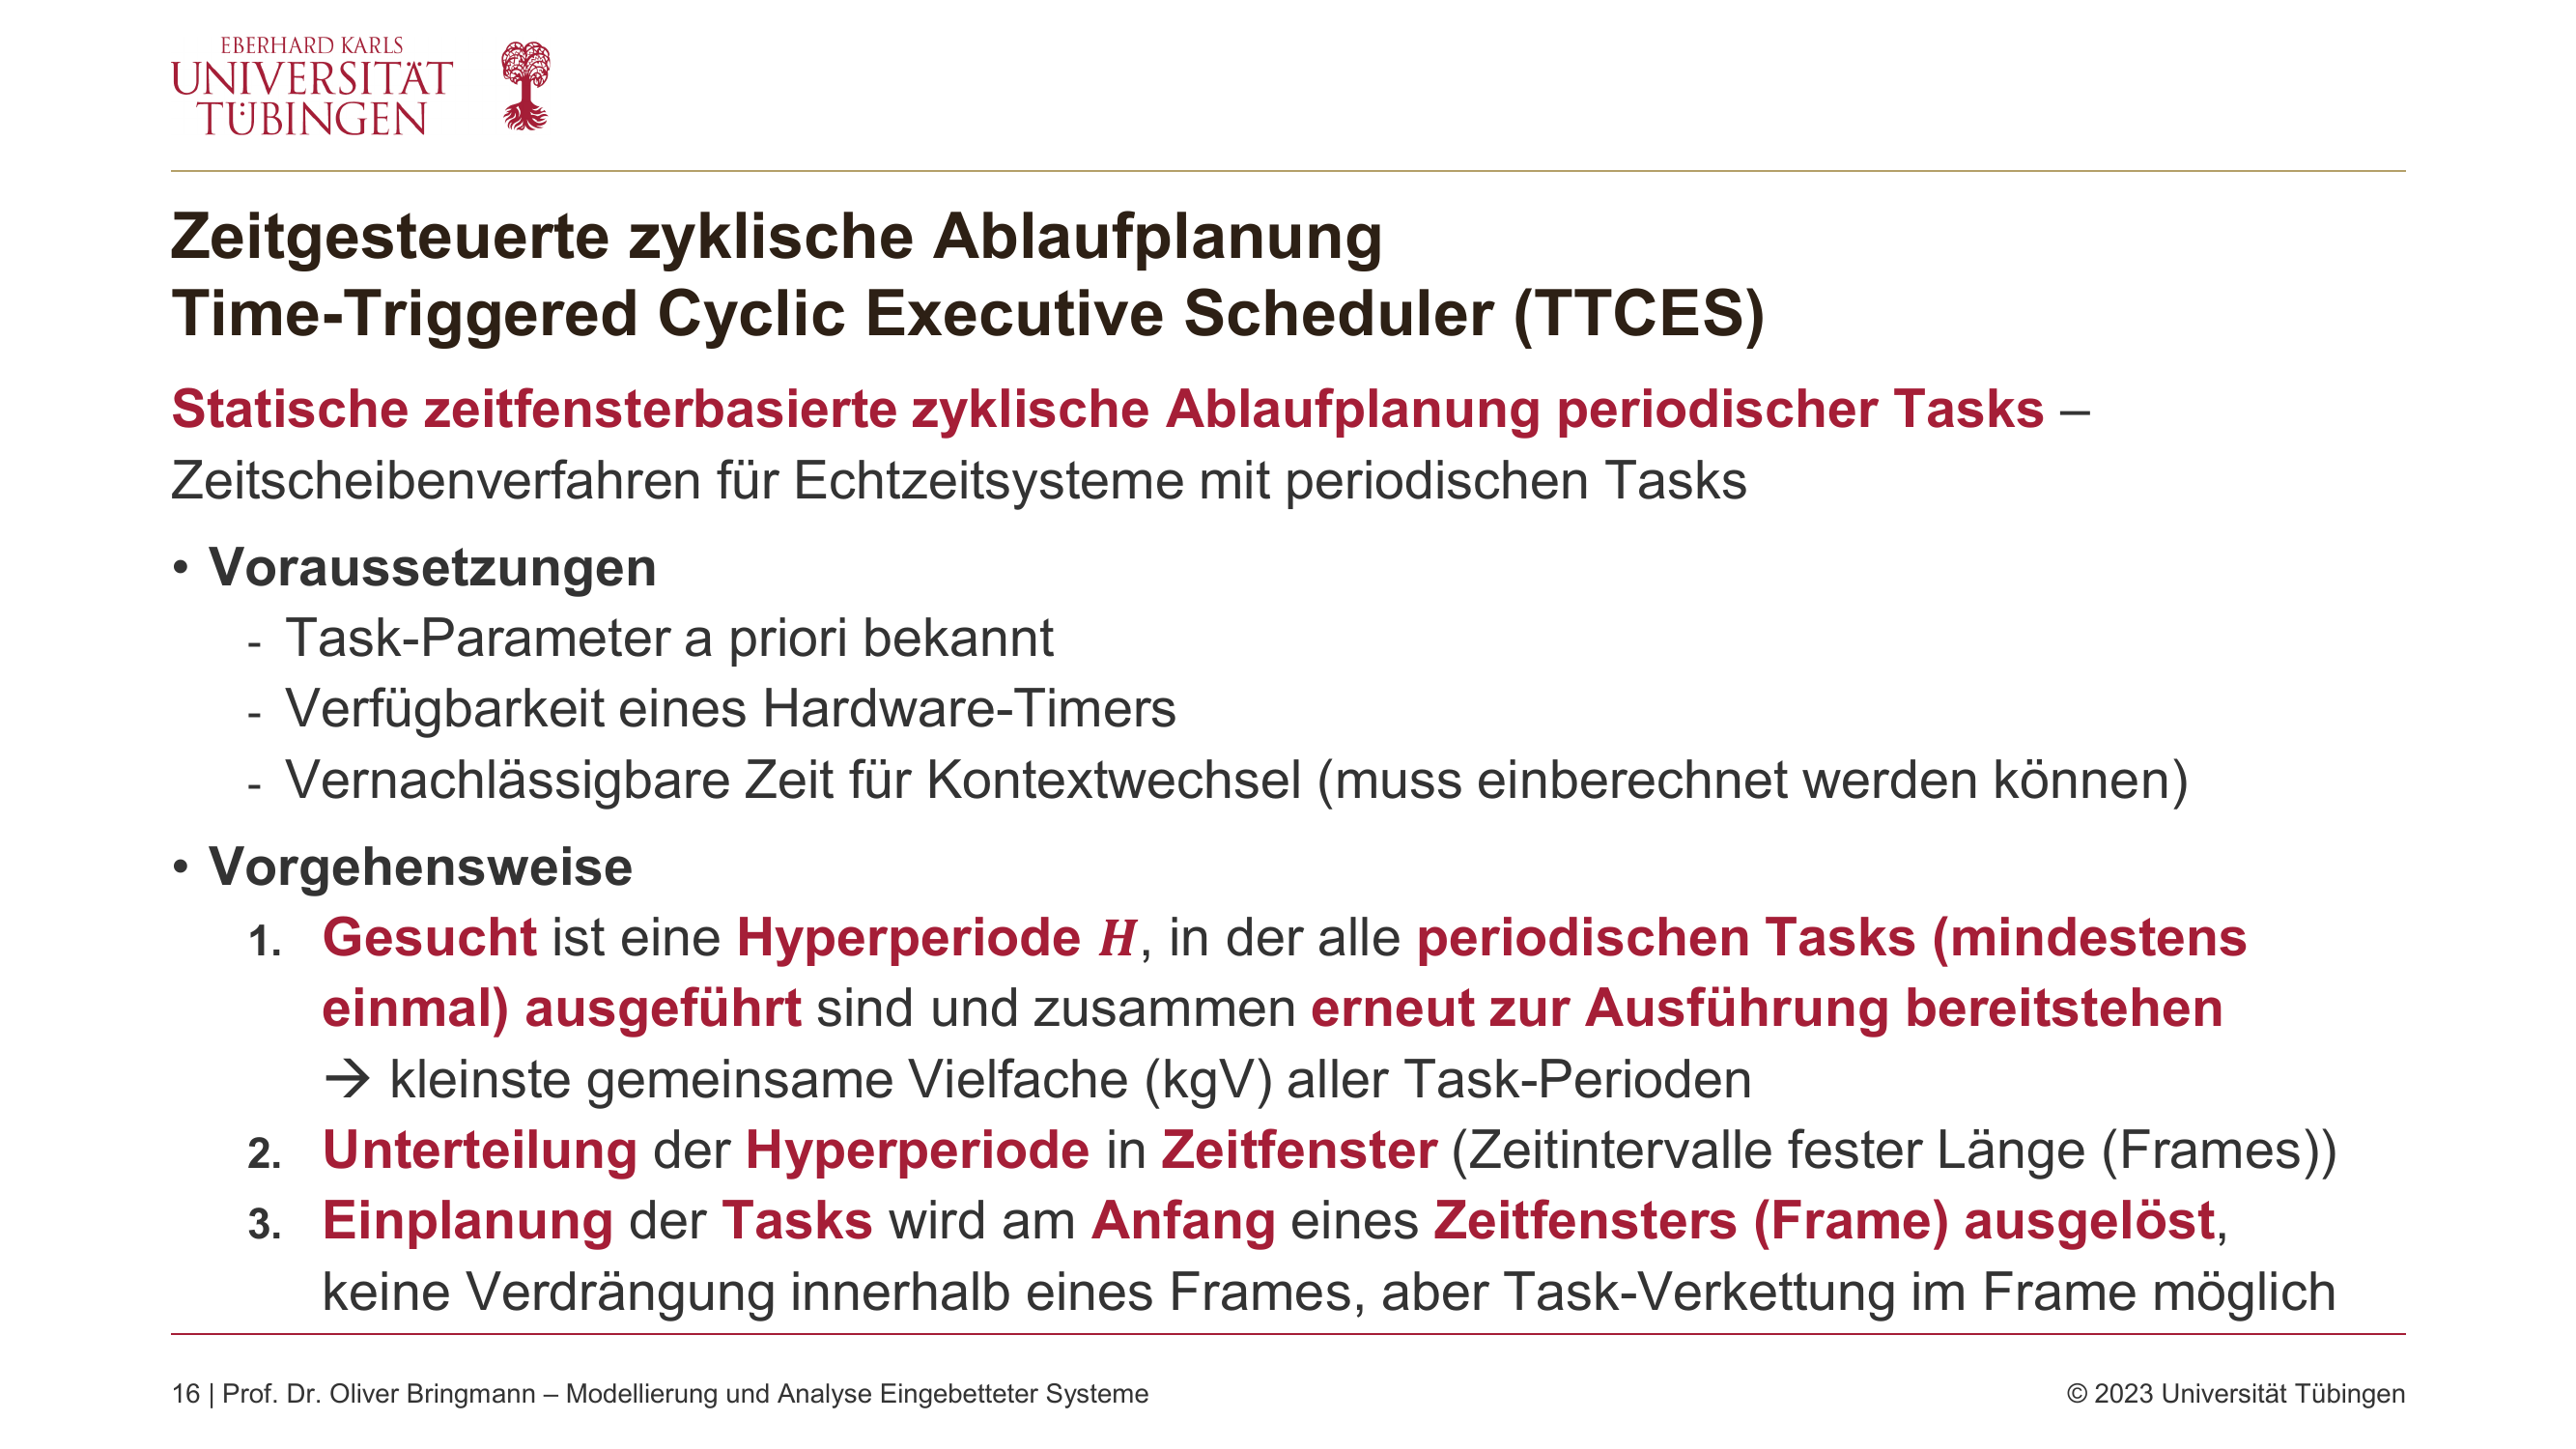 EBERHARD KARLS
UNIVERSITÄT
TÜBINGEN
Zeitgesteuerte zyklische Ablaufplanung
Time-Triggered Cyclic Executive Scheduler (TTCES)
Statische zeitfensterbasierte zyklische Ablaufplanung periodischer Tasks –
Zeitscheibenverfahren für Echtzeitsysteme mit periodischen Tasks
• Voraussetzungen
- Task-Parameter a priori bekannt
- Verfügbarkeit eines Hardware-Timers
- Vernachlässigbare Zeit für Kontextwechsel (muss einberechnet werden können)
• Vorgehensweise
1. Gesucht ist eine Hyperperiode H, in der alle periodischen Tasks (mindestens
einmal) ausgeführt sind und zusammen erneut zur Ausführung bereitstehen
→ kleinste gemeinsame Vielfache (kgV) aller Task-Perioden
2. Unterteilung der Hyperperiode in Zeitfenster (Zeitintervalle fester Länge (Frames))
3. Einplanung der Tasks wird am Anfang eines Zeitfensters (Frame) ausgelöst,
keine Verdrängung innerhalb eines Frames, aber Task-Verkettung im Frame möglich
16 | Prof. Dr. Oliver Bringmann – Modellierung und Analyse Eingebetteter Systeme
© 2023 Universität Tübingen